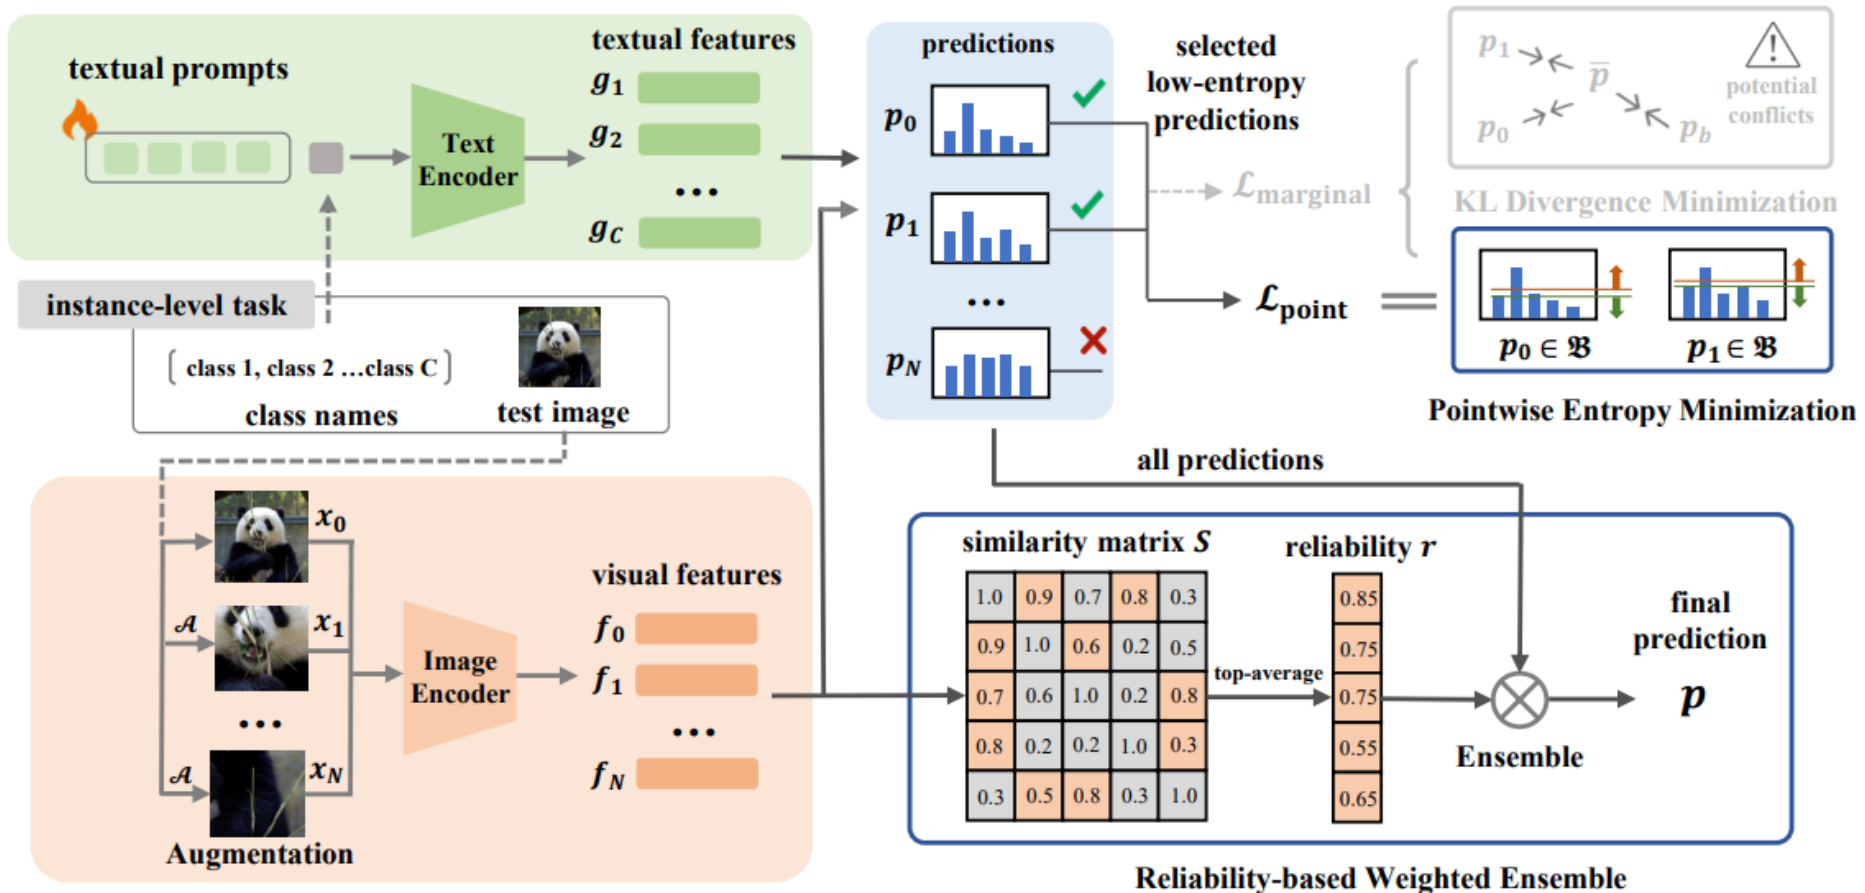 textual prompts
Text
Encoder
textual features
g1
g2
...
gC
instance-level task
class 1, class 2 ...class C
class names
test image
x0
𝒜
x1
...
𝒜
xN
Augmentation
Image
Encoder
visual features
f0
f1
...
fN
predictions
p0
p1
...
pN
selected
low-entropy
predictions
ℒmarginal
ℒpoint
p1
p̅
p0
pb
potential
conflicts
KL Divergence Minimization
p0 ∈ 𝔅
p1 ∈ 𝔅
Pointwise Entropy Minimization
all predictions
similarity matrix S
1.0 0.9 0.7 0.8 0.3
0.9 1.0 0.6 0.2 0.5
0.7 0.6 1.0 0.2 0.8
0.8 0.2 0.2 1.0 0.3
0.3 0.5 0.8 0.3 1.0
top-average
reliability r
0.85
0.75
0.75
0.55
0.65
Ensemble
final
prediction
p
Reliability-based Weighted Ensemble